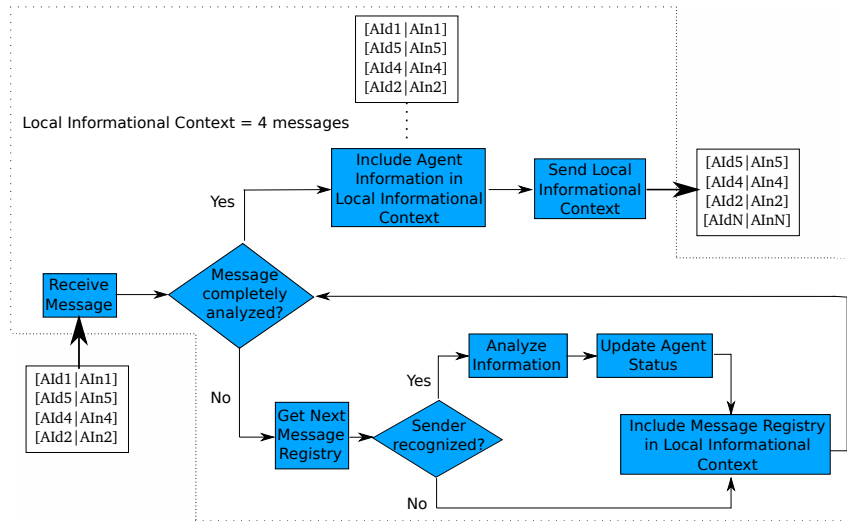 [AId1|AIn1]
[AId5|AIn5]
[AId4|AIn4]
[AId2|AIn2]
Local Informational Context = 4 messages
Include Agent
Information in
Local Informational
Context
Send Local
Informational
Context
[AId5|AIn5]
[AId4|AIn4]
[AId2|AIn2]
[AIdN|AInN]
Yes
Receive
Message
Message
completely
analyzed?
[AId1|AIn1]
[AId5|AIn5]
[AId4|AIn4]
[AId2|AIn2]
No
Get Next
Message
Registry
Sender
recognized?
Yes
Analyze
Information
Update Agent
Status
Include Message Registry
in Local Informational
Context
No